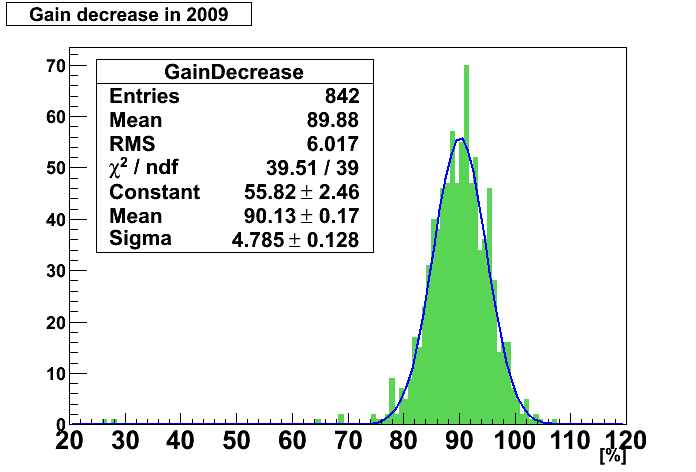 Gain decrease in 2009
GainDecrease
Entries 842
Mean 89.88
RMS 6.017
χ² / ndf 39.51 / 39
Constant 55.82 ± 2.46
Mean 90.13 ± 0.17
Sigma 4.785 ± 0.128
70
60
50
40
30
20
10
0
20 30 40 50 60 70 80 90 100 110 120
[%]